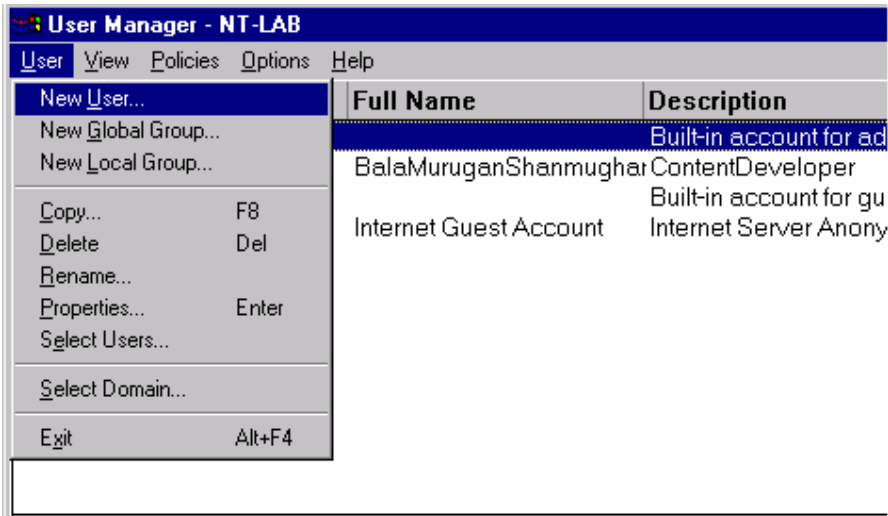 User Manager - NT-LAB
User View Policies Options Help
New User...
New Global Group...
New Local Group...
Copy... F8
Delete Del
Rename...
Properties... Enter
Select Users...
Select Domain...
Exit Alt+F4
Full Name Description
Built-in account for ad
BalaMuruganShanmughar ContentDeveloper
Built-in account for gu
Internet Guest Account Internet Server Anony